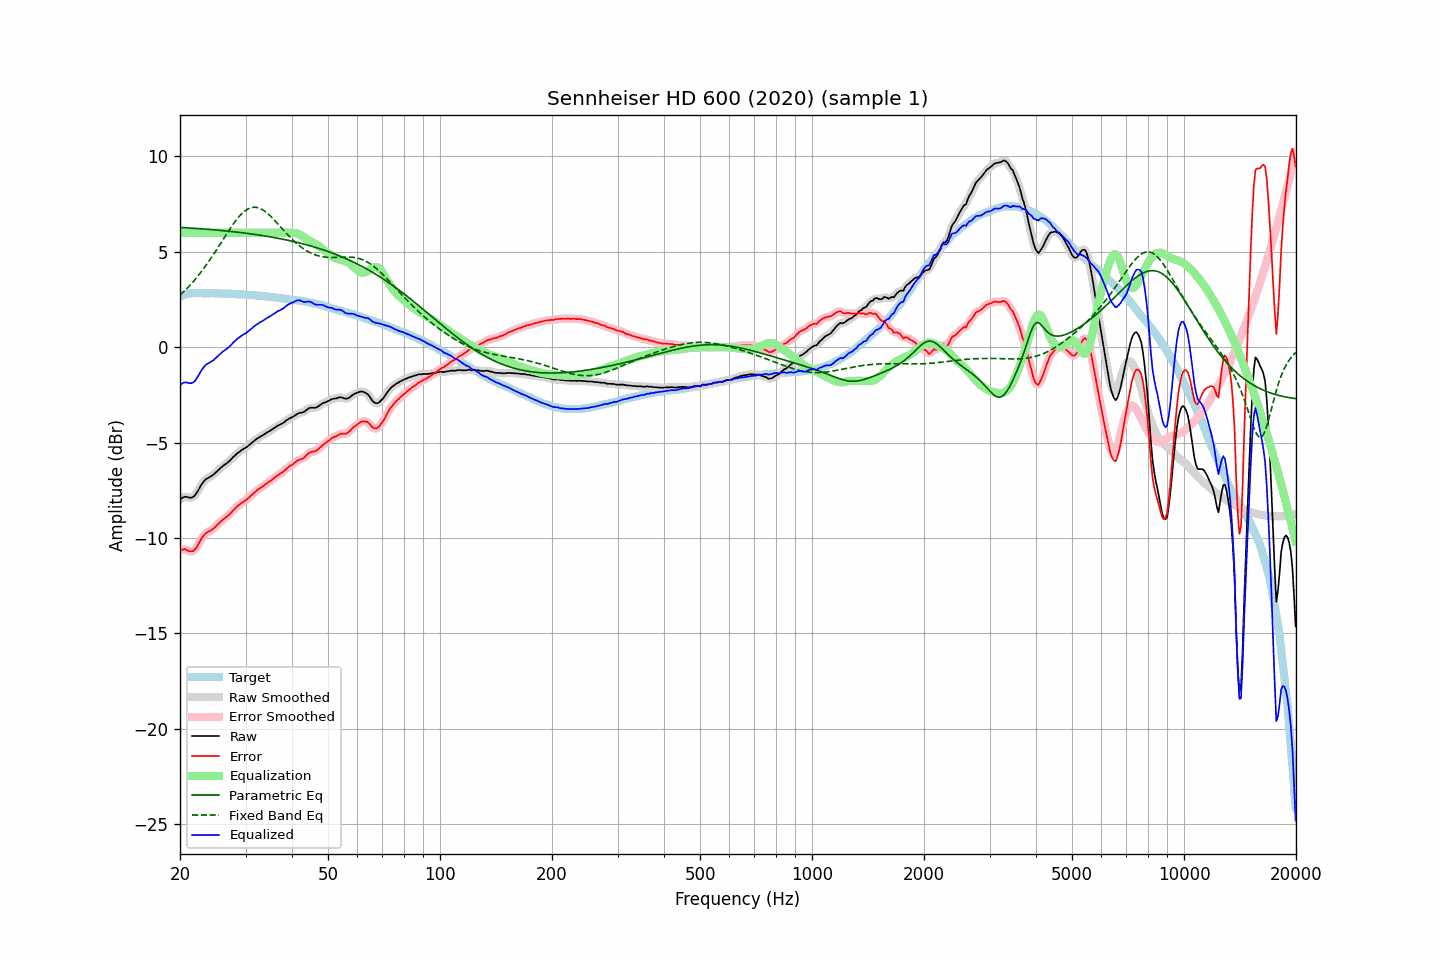 Sennheiser HD 600 (2020) (sample 1)
10
5
0
−5
−10
−15
−20
−25
Amplitude (dBr)
Target
Raw Smoothed
Error Smoothed
Raw
Error
Equalization
Parametric Eq
Fixed Band Eq
Equalized
20 50 100 200 500 1000 2000 5000 10000 20000
Frequency (Hz)